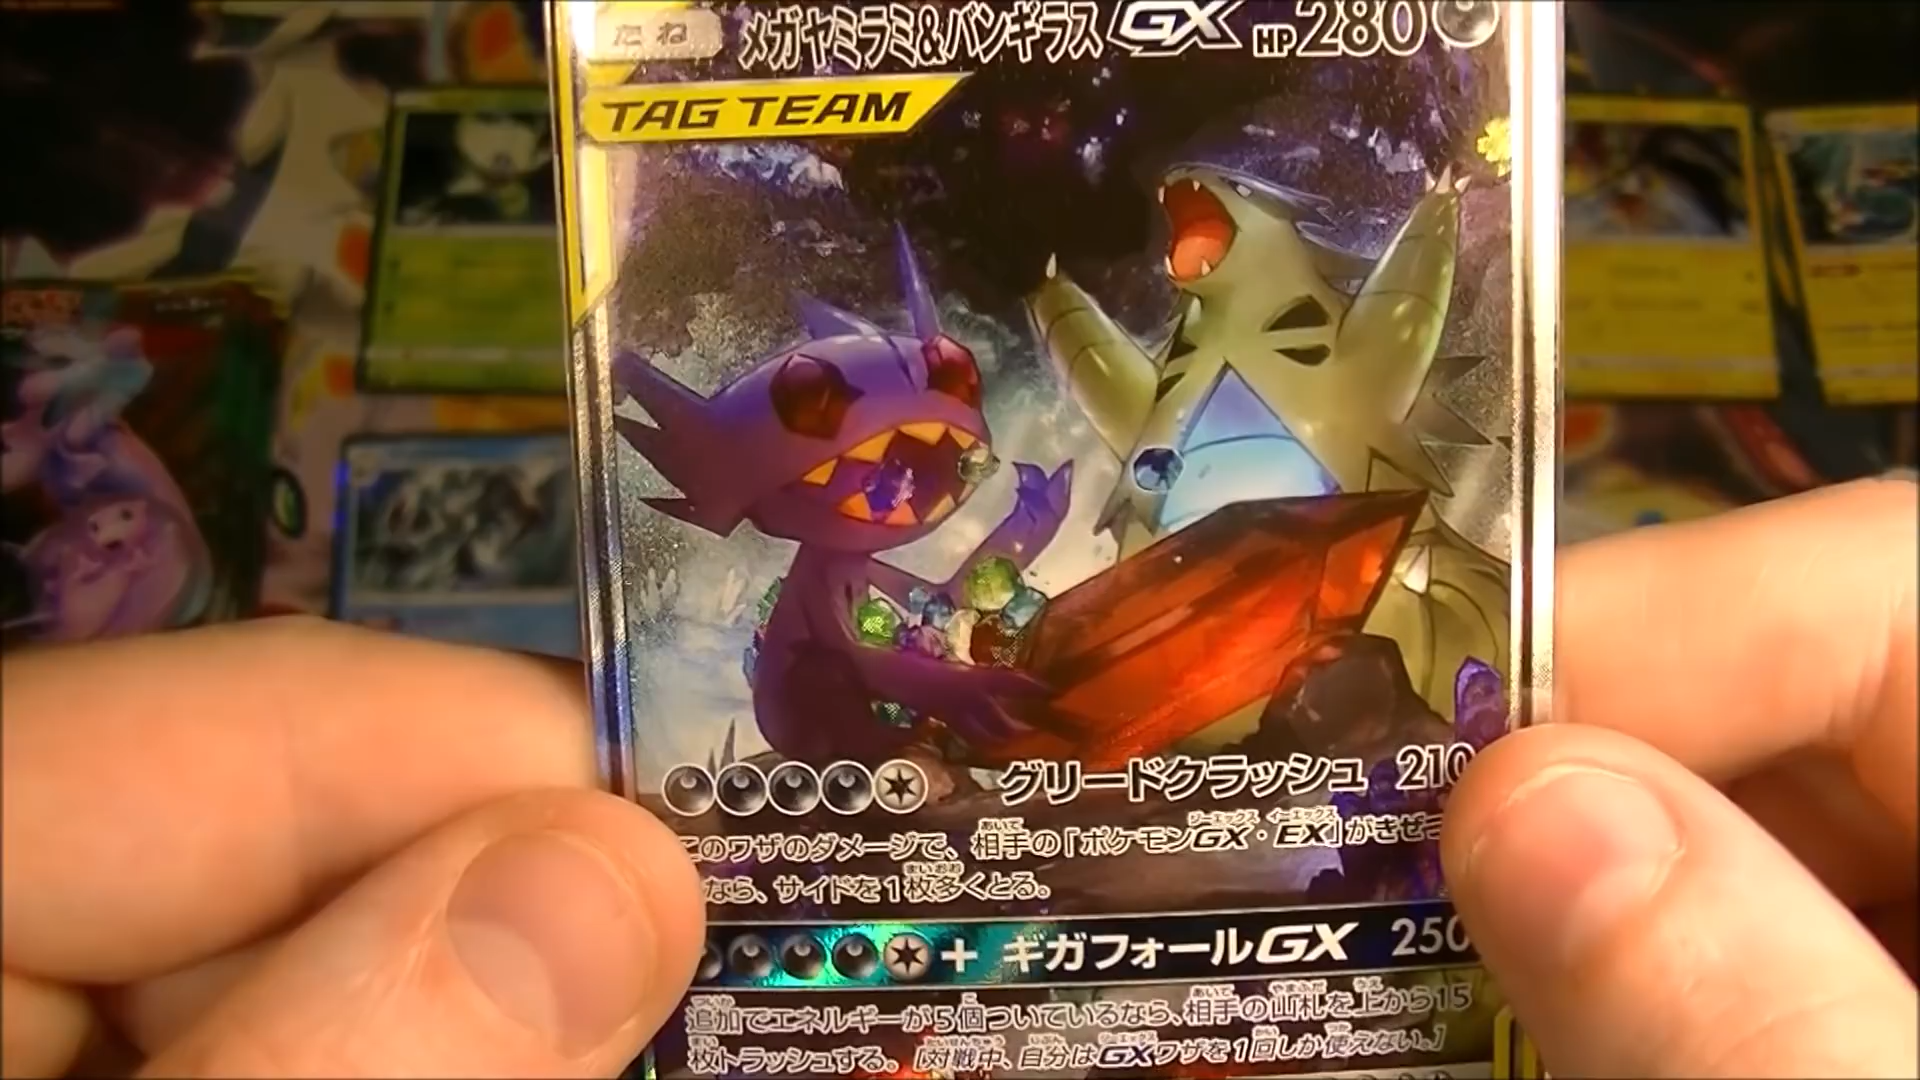 たね メガヤミラミ&バンギラスGX HP280
TAG TEAM
グリードクラッシュ 210
このワザのダメージで、相手の「ポケモンGX・EX」がきぜつ
なら、サイドを1枚多くとる。
+ ギガフォールGX 250
追加でエネルギーが5個ついているなら、相手の山札を上から15
枚トラッシュする。[対戦中、自分はGXワザを1回しか使えない。]